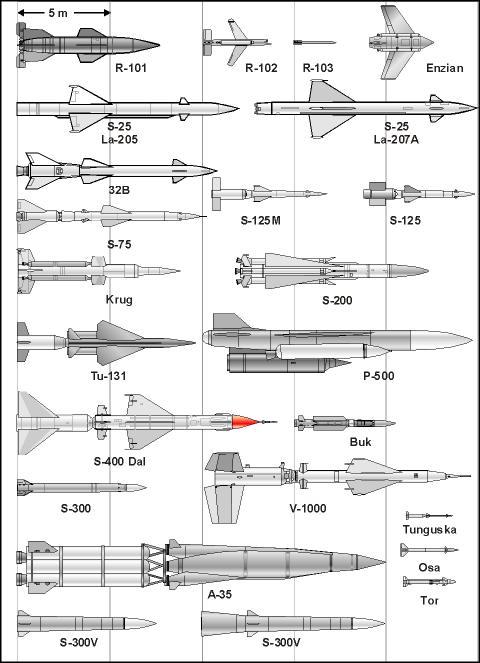 5 m
R-101
R-102
R-103
Enzian
S-25
La-205
S-25
La-207A
32B
S-125M
S-125
S-75
Krug
S-200
Tu-131
P-500
S-400 Dal
Buk
S-300
V-1000
Tunguska
Osa
Tor
A-35
S-300V
S-300V